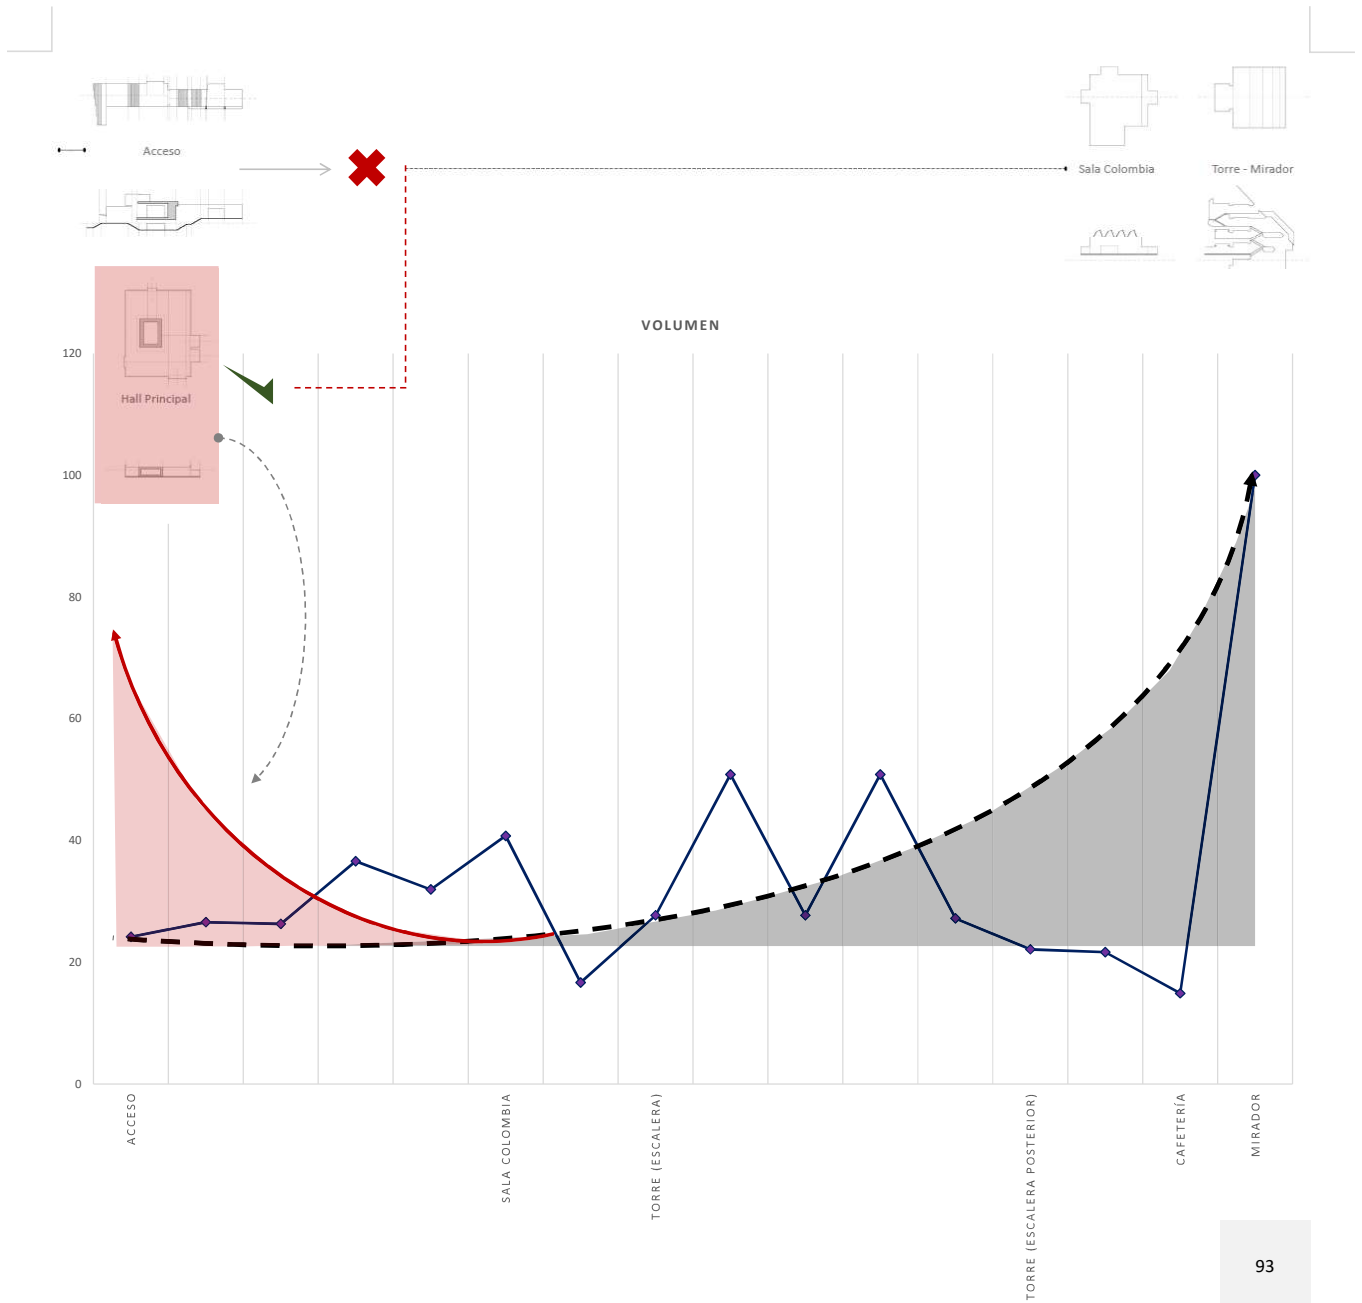 Acceso
Sala Colombia
Torre - Mirador
Hall Principal
VOLUMEN
120
100
80
60
40
20
0
ACCESO
SALA COLOMBIA
TORRE (ESCALERA)
TORRE (ESCALERA POSTERIOR)
CAFETERÍA
MIRADOR
93